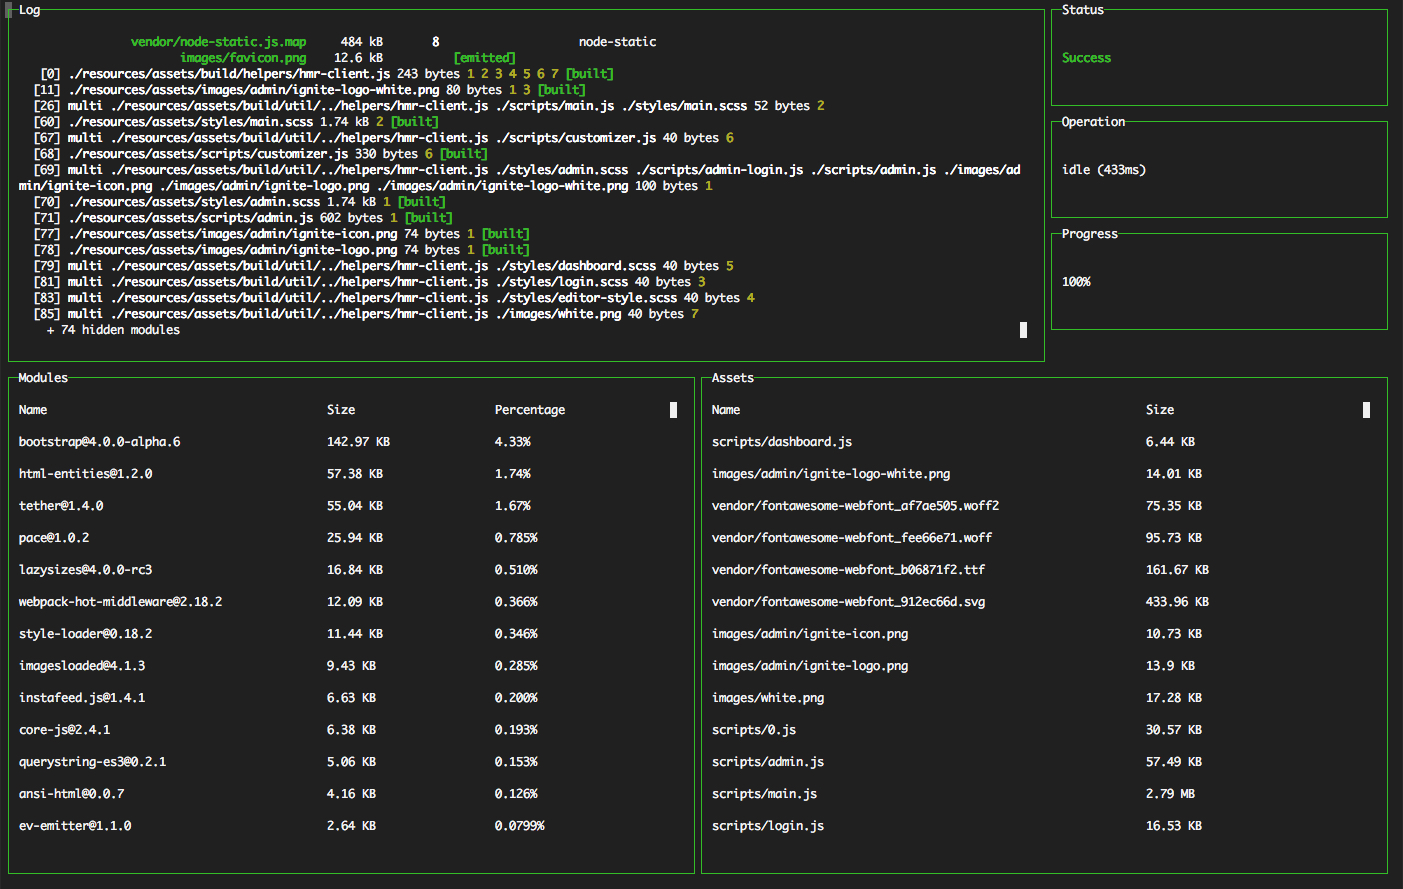 Log
vendor/node-static.js.map 484 kB 8 node-static
images/favicon.png 12.6 kB [emitted]
[0] ./resources/assets/build/helpers/hmr-client.js 243 bytes 1 2 3 4 5 6 7 [built]
[11] ./resources/assets/images/admin/ignite-logo-white.png 80 bytes 1 3 [built]
[26] multi ./resources/assets/build/util/../helpers/hmr-client.js ./scripts/main.js ./styles/main.scss 52 bytes 2
[60] ./resources/assets/styles/main.scss 1.74 kB 2 [built]
[67] multi ./resources/assets/build/util/../helpers/hmr-client.js ./scripts/customizer.js 40 bytes 6
[68] ./resources/assets/scripts/customizer.js 330 bytes 6 [built]
[69] multi ./resources/assets/build/util/../helpers/hmr-client.js ./styles/admin.scss ./scripts/admin-login.js ./scripts/admin.js ./images/ad
min/ignite-icon.png ./images/admin/ignite-logo.png ./images/admin/ignite-logo-white.png 100 bytes 1
[70] ./resources/assets/styles/admin.scss 1.74 kB 1 [built]
[71] ./resources/assets/scripts/admin.js 602 bytes 1 [built]
[77] ./resources/assets/images/admin/ignite-icon.png 74 bytes 1 [built]
[78] ./resources/assets/images/admin/ignite-logo.png 74 bytes 1 [built]
[79] multi ./resources/assets/build/util/../helpers/hmr-client.js ./styles/dashboard.scss 40 bytes 5
[81] multi ./resources/assets/build/util/../helpers/hmr-client.js ./styles/login.scss 40 bytes 3
[83] multi ./resources/assets/build/util/../helpers/hmr-client.js ./styles/editor-style.scss 40 bytes 4
[85] multi ./resources/assets/build/util/../helpers/hmr-client.js ./images/white.png 40 bytes 7
+ 74 hidden modules
Status
Success
Operation
idle (433ms)
Progress
100%
Modules
Name Size Percentage
bootstrap@4.0.0-alpha.6 142.97 KB 4.33%
html-entities@1.2.0 57.38 KB 1.74%
tether@1.4.0 55.04 KB 1.67%
pace@1.0.2 25.94 KB 0.785%
lazysizes@4.0.0-rc3 16.84 KB 0.510%
webpack-hot-middleware@2.18.2 12.09 KB 0.366%
style-loader@0.18.2 11.44 KB 0.346%
imagesloaded@4.1.3 9.43 KB 0.285%
instafeed.js@1.4.1 6.63 KB 0.200%
core-js@2.4.1 6.38 KB 0.193%
querystring-es3@0.2.1 5.06 KB 0.153%
ansi-html@0.0.7 4.16 KB 0.126%
ev-emitter@1.1.0 2.64 KB 0.0799%
Assets
Name Size
scripts/dashboard.js 6.44 KB
images/admin/ignite-logo-white.png 14.01 KB
vendor/fontawesome-webfont_af7ae505.woff2 75.35 KB
vendor/fontawesome-webfont_fee66e71.woff 95.73 KB
vendor/fontawesome-webfont_b06871f2.ttf 161.67 KB
vendor/fontawesome-webfont_912ec66d.svg 433.96 KB
images/admin/ignite-icon.png 10.73 KB
images/admin/ignite-logo.png 13.9 KB
images/white.png 17.28 KB
scripts/0.js 30.57 KB
scripts/admin.js 57.49 KB
scripts/main.js 2.79 MB
scripts/login.js 16.53 KB